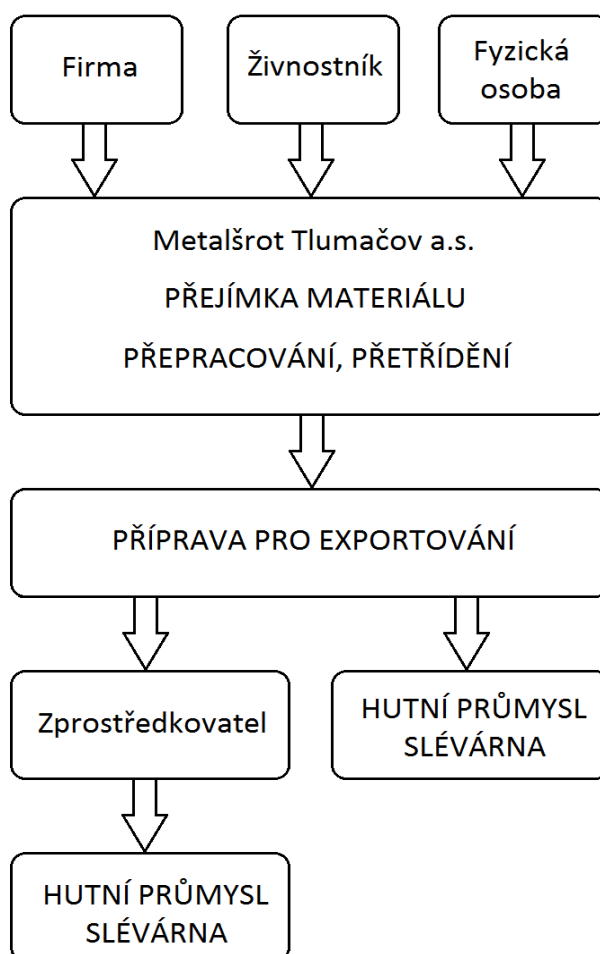 Firma
Živnostník
Fyzická
osoba
Metalšrot Tlumačov a.s.
PŘEJÍMKA MATERIÁLU
PŘEPRACOVÁNÍ, PŘETŘÍDĚNÍ
PŘÍPRAVA PRO EXPORTOVÁNÍ
Zprostředkovatel
HUTNÍ PRŮMYSL
SLÉVÁRNA
HUTNÍ PRŮMYSL
SLÉVÁRNA